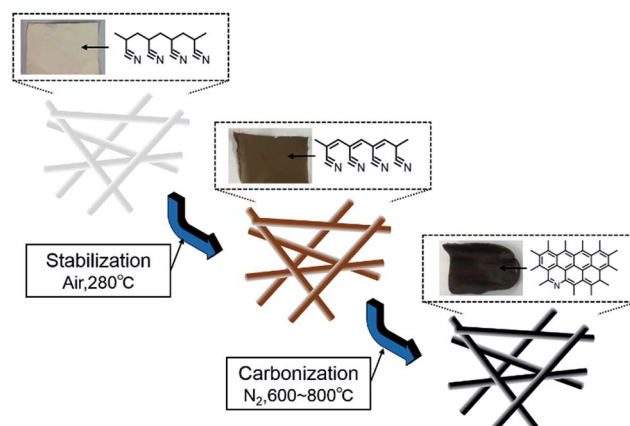 N N N N
N N N N
Stabilization
Air,280℃
N
Carbonization
N₂,600~800℃